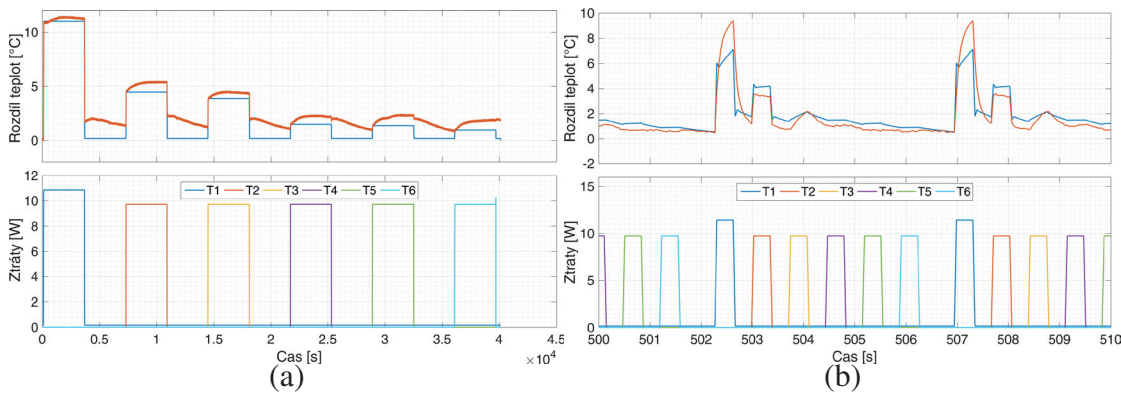 10
5
0
Rozdíl teplot [°C]
12
10
8
6
4
2
0
Ztráty [W]
T1 T2 T3 T4 T5 T6
0 0.5 1 1.5 2 2.5 3 3.5 4 4.5
Cas [s]
×10⁴
(a)
10
8
6
4
2
0
-2
Rozdíl teplot [°C]
15
10
5
0
Ztraty [W]
T1 T2 T3 T4 T5 T6
500 501 502 503 504 505 506 507 508 509 510
Cas [s]
(b)